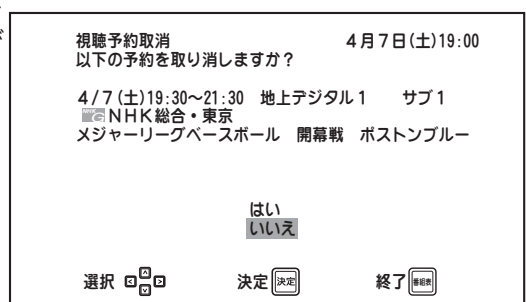 視聴予約取消 4月7日(土)19:00
以下の予約を取り消しますか？
4/7(土)19:30～21:30 地上デジタル1 サブ1
NHK G NHK総合・東京
メジャーリーグベースボール 開幕戦 ボストンブルー
はい
いいえ
選択 決定 決定 終了 番組表